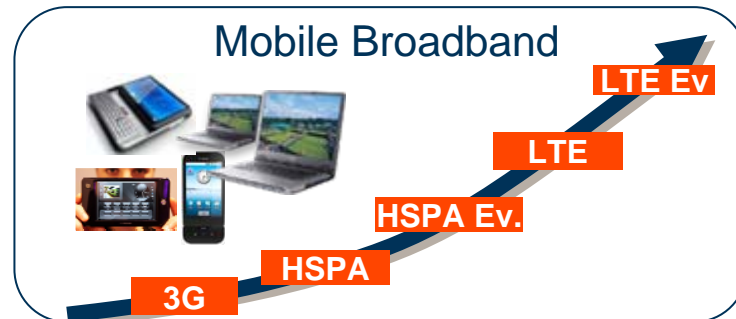 Mobile Broadband
LTE Ev
LTE
HSPA Ev.
HSPA
3G